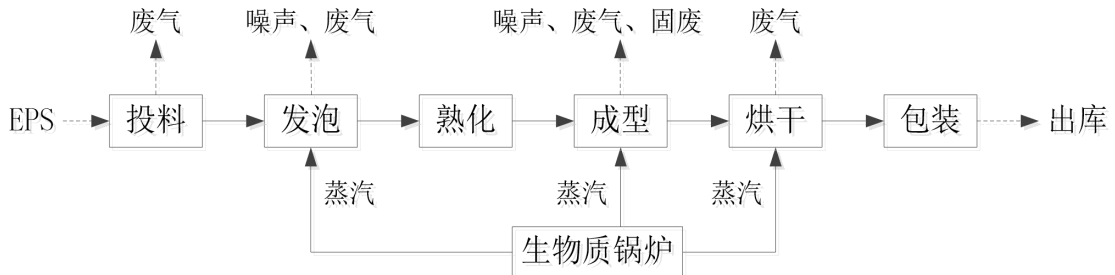 废气 噪声、废气 噪声、废气、固废 废气
EPS 投料 发泡 熟化 成型 烘干 包装 出库
蒸汽 蒸汽 蒸汽
生物质锅炉